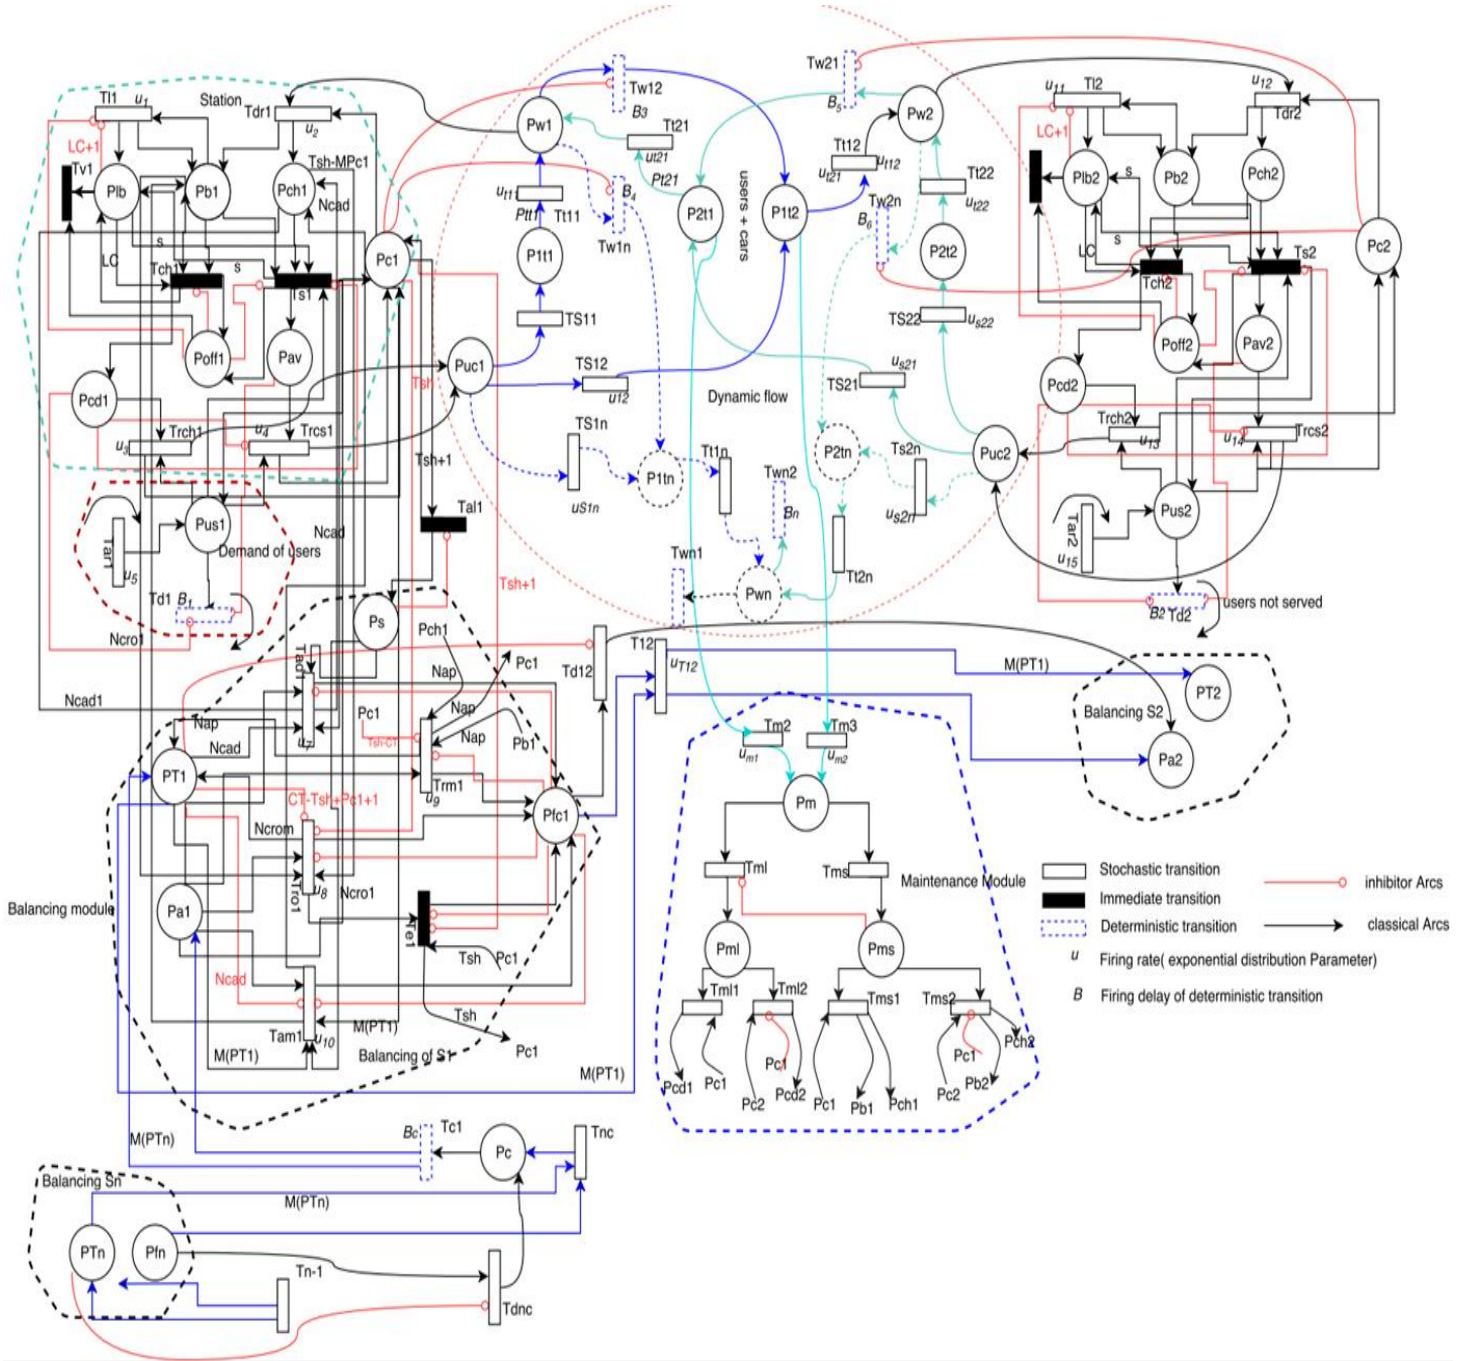 Tl1 u1
Station
Tdr1
u2
LC+1
Tv1
Plb
Pb1
Pch1
Tsh-MPc1
Ncad
s
LC
Tch1
s
Ts1
Pc1
Poff1
Pav
Pcd1
u3
Trch1
u4
Trcs1
Tsh
Tsh+1
Pus1
Tar1
u5
Demand of users
Td1 B1
Ncro1
Ncad
Tal1
Tsh+1
Pw1
Tw12
B3
Tt21
ut21
Pt21
B4
Tw1n
ut11
Ptt1
Tt11
P1t1
TS11
Puc1
TS12
u12
TS1n
uS1n
P1tn
Tt1n
Twn2
Bn
Twn1
Pwn
Tt2n
P2tn
Ts2n
us2n
P2t1
users + cars
P1t2
Dynamic flow
Tw21
B5
Pw2
Tt12
ut12
ut21
Tw2n
B6
Tt22
ut22
P2t2
TS22
us22
us21
TS21
Puc2
u11
Tl2
u12
Tdr2
LC+1
Plb2
Pb2
Pch2
s
s
LC
Tch2
Ts2
Pc2
Poff2
Pav2
Pcd2
Trch2
u13
u14
Trcs2
Pus2
Tar2
u15
B2 Td2
users not served
Ps
Pch1
Nap
Pc1
Nap
Pc1
Tsh-C1
Nap
Pb1
Tad1
u7
Ncad1
Nap
Ncad
PT1
Trm1
u9
CT-Tsh+Pc1+1
Ncrom
Tro1
u8
Ncro1
Pfc1
Balancing module
Pa1
Te1
Tsh
Pc1
Ncad
Tam1
u10
M(PT1)
M(PT1)
Balancing of S1
Tsh
Pc1
M(PT1)
Td12
T12
uT12
M(PT1)
PT2
Balancing S2
Pa2
Tm2
um1
Tm3
um2
Pm
Tml
Tms
Maintenance Module
Pml
Pms
Tml1
Tml2
Tms1
Tms2
Pcd1
Pc1
Pc2
Pc1
Pcd2
Pc1
Pb1
Pch1
Pc2
Pc1
Pb2
Pch2
Stochastic transition
inhibitor Arcs
Immediate transition
Deterministic transition
classical Arcs
u Firing rate( exponential distribution Parameter)
B Firing delay of deterministic transition
M(PTn)
Bc
Tc1
Pc
Tnc
Balancing Sn
M(PTn)
PTn
Pfn
Tn-1
Tdnc